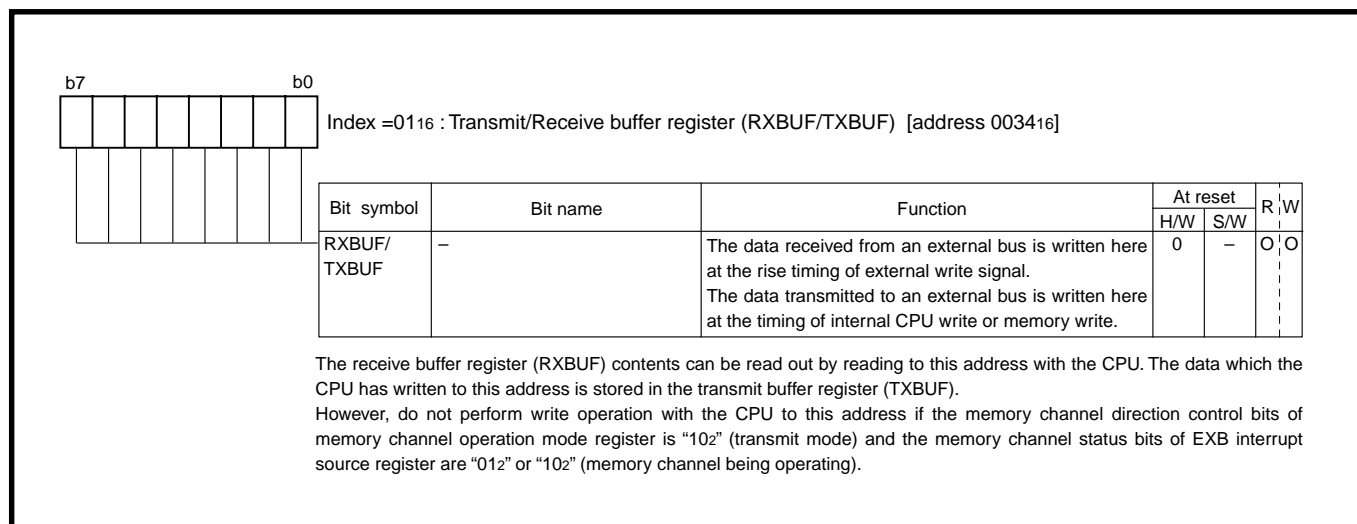 b7 b0
Index =0116 : Transmit/Receive buffer register (RXBUF/TXBUF) [address 003416]
Bit symbol Bit name Function At reset R W
H/W S/W
RXBUF/ – The data received from an external bus is written here 0 – O O
TXBUF at the rise timing of external write signal.
The data transmitted to an external bus is written here
at the timing of internal CPU write or memory write.
The receive buffer register (RXBUF) contents can be read out by reading to this address with the CPU. The data which the
CPU has written to this address is stored in the transmit buffer register (TXBUF).
However, do not perform write operation with the CPU to this address if the memory channel direction control bits of
memory channel operation mode register is “102” (transmit mode) and the memory channel status bits of EXB interrupt
source register are “012” or “102” (memory channel being operating).